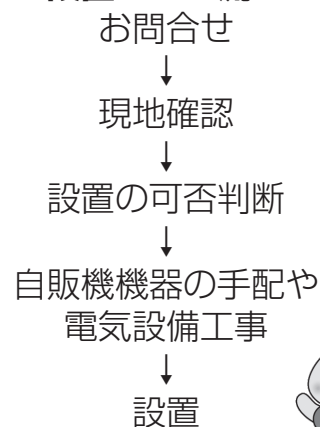 お問合せ
↓
現地確認
↓
設置の可否判断
↓
自販機機器の手配や
電気設備工事
↓
設置